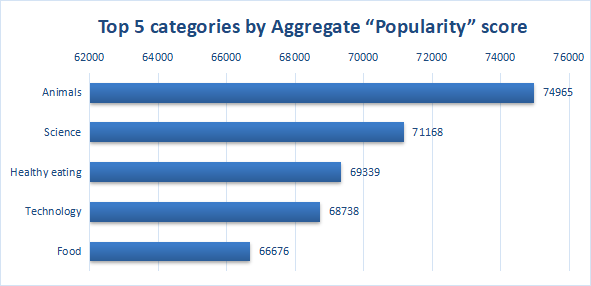 Top 5 categories by Aggregate “Popularity” score
62000 64000 66000 68000 70000 72000 74000 76000
Animals 74965
Science 71168
Healthy eating 69339
Technology 68738
Food 66676